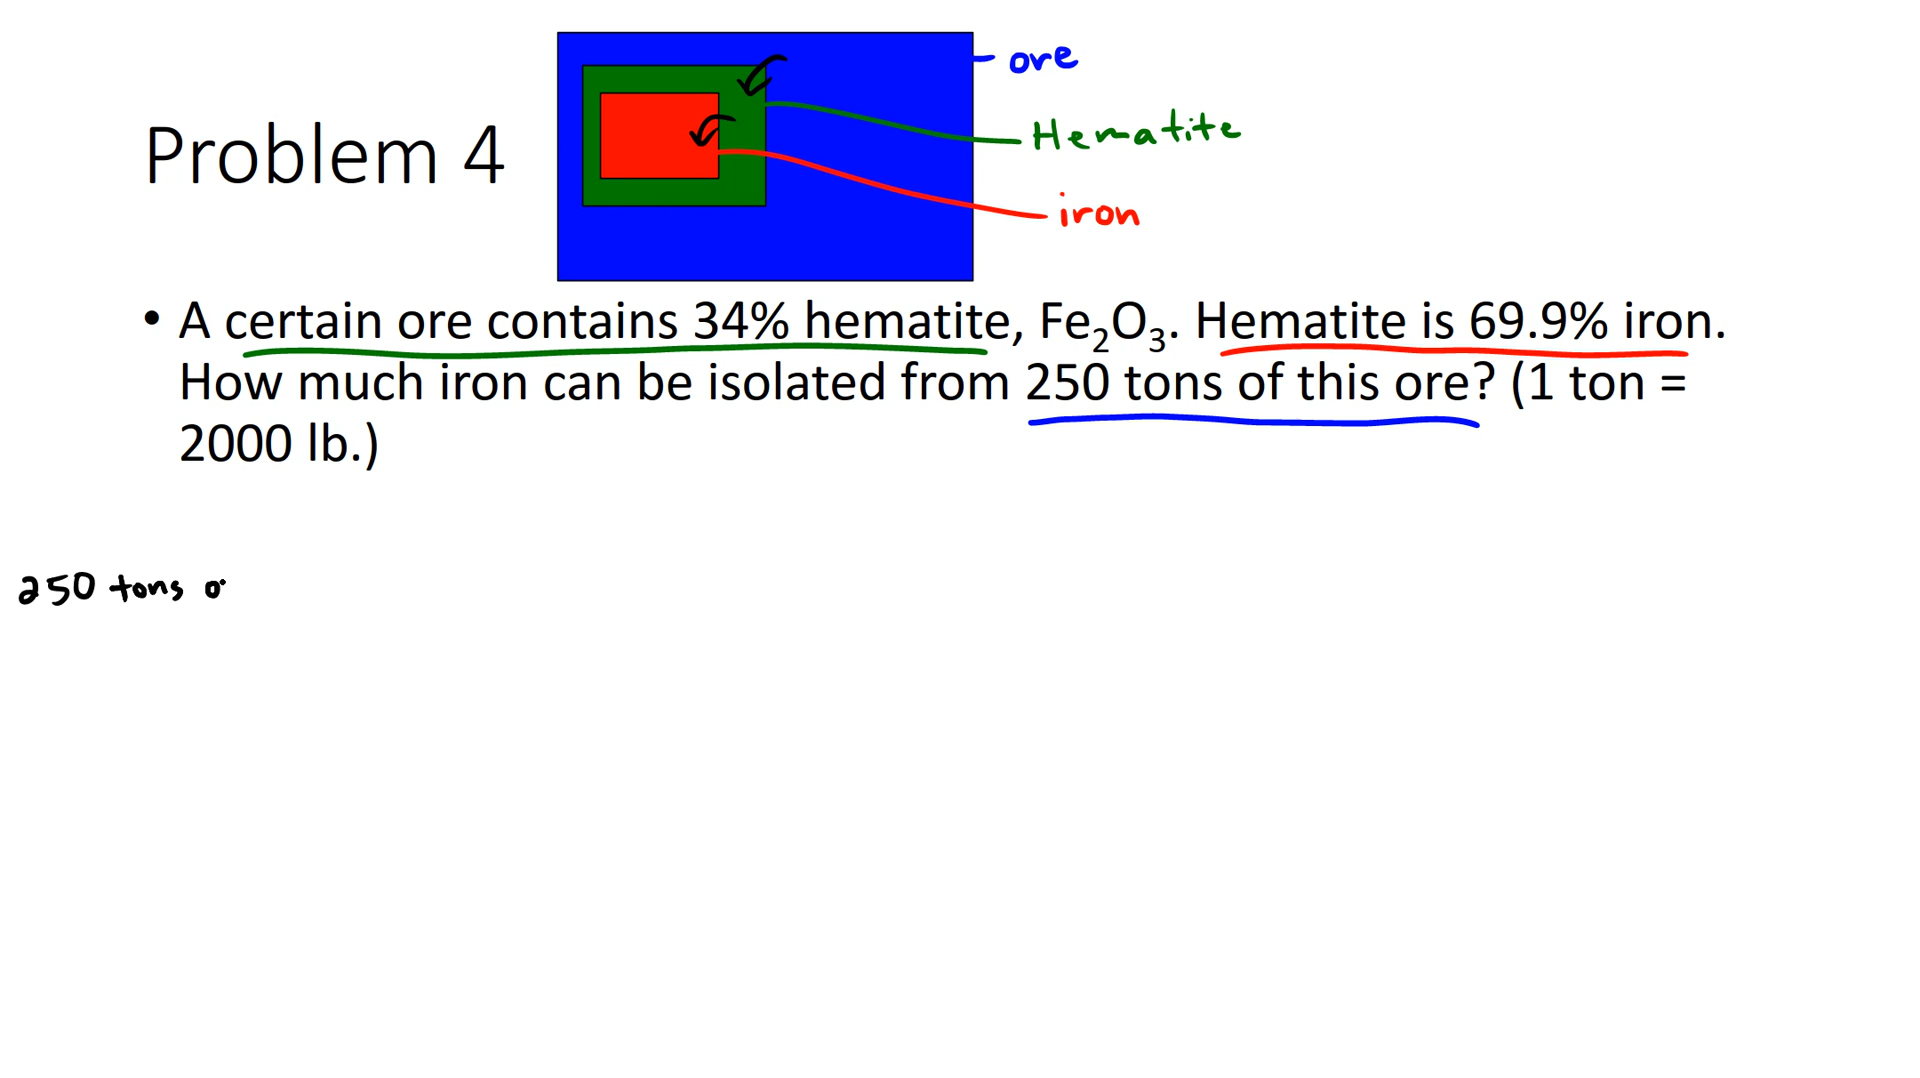 ore
Hematite
Problem 4
iron
• A certain ore contains 34% hematite, Fe₂O₃. Hematite is 69.9% iron.
How much iron can be isolated from 250 tons of this ore? (1 ton =
2000 lb.)
250 tons o